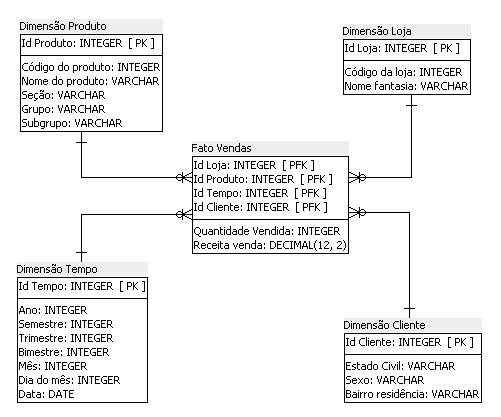 Dimensão Produto
Id Produto: INTEGER [ PK ]
Código do produto: INTEGER
Nome do produto: VARCHAR
Seção: VARCHAR
Grupo: VARCHAR
Subgrupo: VARCHAR
Dimensão Loja
Id Loja: INTEGER [ PK ]
Código da loja: INTEGER
Nome fantasia: VARCHAR
Fato Vendas
Id Loja: INTEGER [ PFK ]
Id Produto: INTEGER [ PFK ]
Id Tempo: INTEGER [ PFK ]
Id Cliente: INTEGER [ PFK ]
Quantidade Vendida: INTEGER
Receita venda: DECIMAL(12, 2)
Dimensão Tempo
Id Tempo: INTEGER [ PK ]
Ano: INTEGER
Semestre: INTEGER
Trimestre: INTEGER
Bimestre: INTEGER
Mês: INTEGER
Dia do mês: INTEGER
Data: DATE
Dimensão Cliente
Id Cliente: INTEGER [ PK ]
Estado Civil: VARCHAR
Sexo: VARCHAR
Bairro residência: VARCHAR